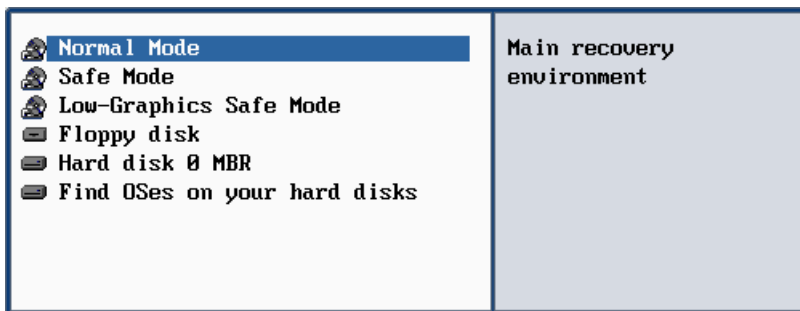 Normal Mode
Safe Mode
Low-Graphics Safe Mode
Floppy disk
Hard disk 0 MBR
Find OSes on your hard disks
Main recovery
environment